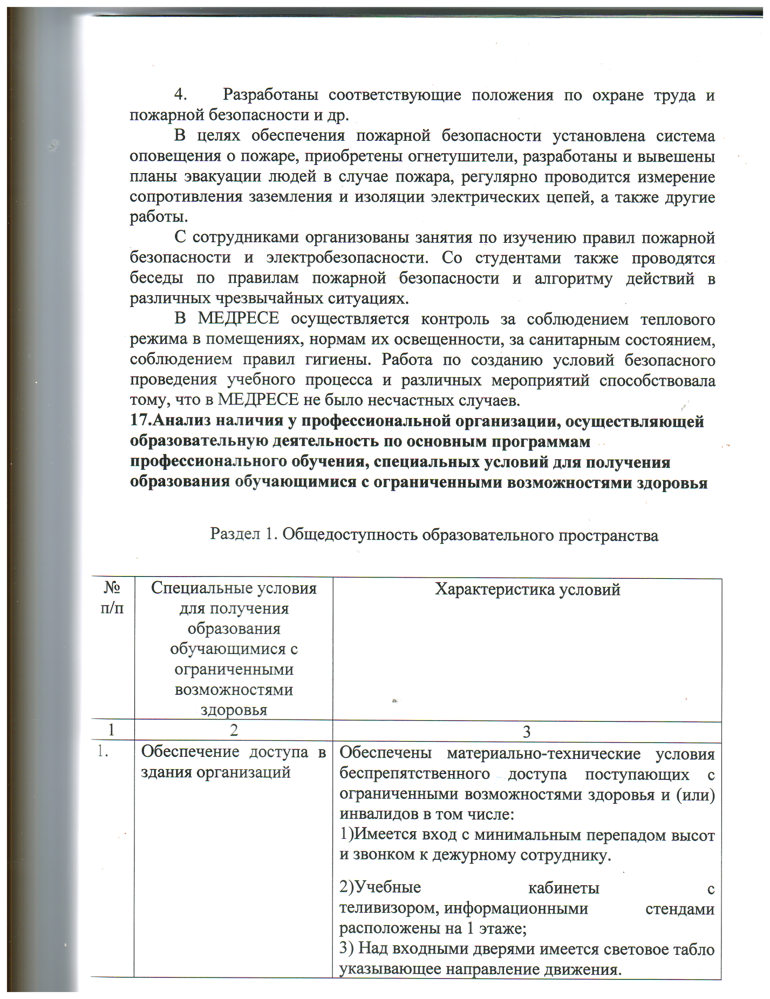 4. Разработаны соответствующие положения по охране труда и
пожарной безопасности и др.
В целях обеспечения пожарной безопасности установлена система
оповещения о пожаре, приобретены огнетушители, разработаны и вывешены
планы эвакуации людей в случае пожара, регулярно проводится измерение
сопротивления заземления и изоляции электрических цепей, а также другие
работы.
С сотрудниками организованы занятия по изучению правил пожарной
безопасности и электробезопасности. Со студентами также проводятся
беседы по правилам пожарной безопасности и алгоритму действий в
различных чрезвычайных ситуациях.
В МЕДРЕСЕ осуществляется контроль за соблюдением теплового
режима в помещениях, нормам их освещенности, за санитарным состоянием,
соблюдением правил гигиены. Работа по созданию условий безопасного
проведения учебного процесса и различных мероприятий способствовала
тому, что в МЕДРЕСЕ не было несчастных случаев.
17.Анализ наличия у профессиональной организации, осуществляющей
образовательную деятельность по основным программам
профессионального обучения, специальных условий для получения
образования обучающимися с ограниченными возможностями здоровья
Раздел 1. Общедоступность образовательного пространства
№
п/п
Специальные условия
для получения
образования
обучающимися с
ограниченными
возможностями
здоровья
Характеристика условий
1
2
3
1.
Обеспечение доступа в
здания организаций
Обеспечены материально-технические условия
беспрепятственного доступа поступающих с
ограниченными возможностями здоровья и (или)
инвалидов в том числе:
1)Имеется вход с минимальным перепадом высот
и звонком к дежурному сотруднику.
2)Учебные кабинеты с
теливизором, информационными стендами
расположены на 1 этаже;
3) Над входными дверями имеется световое табло
указывающее направление движения.